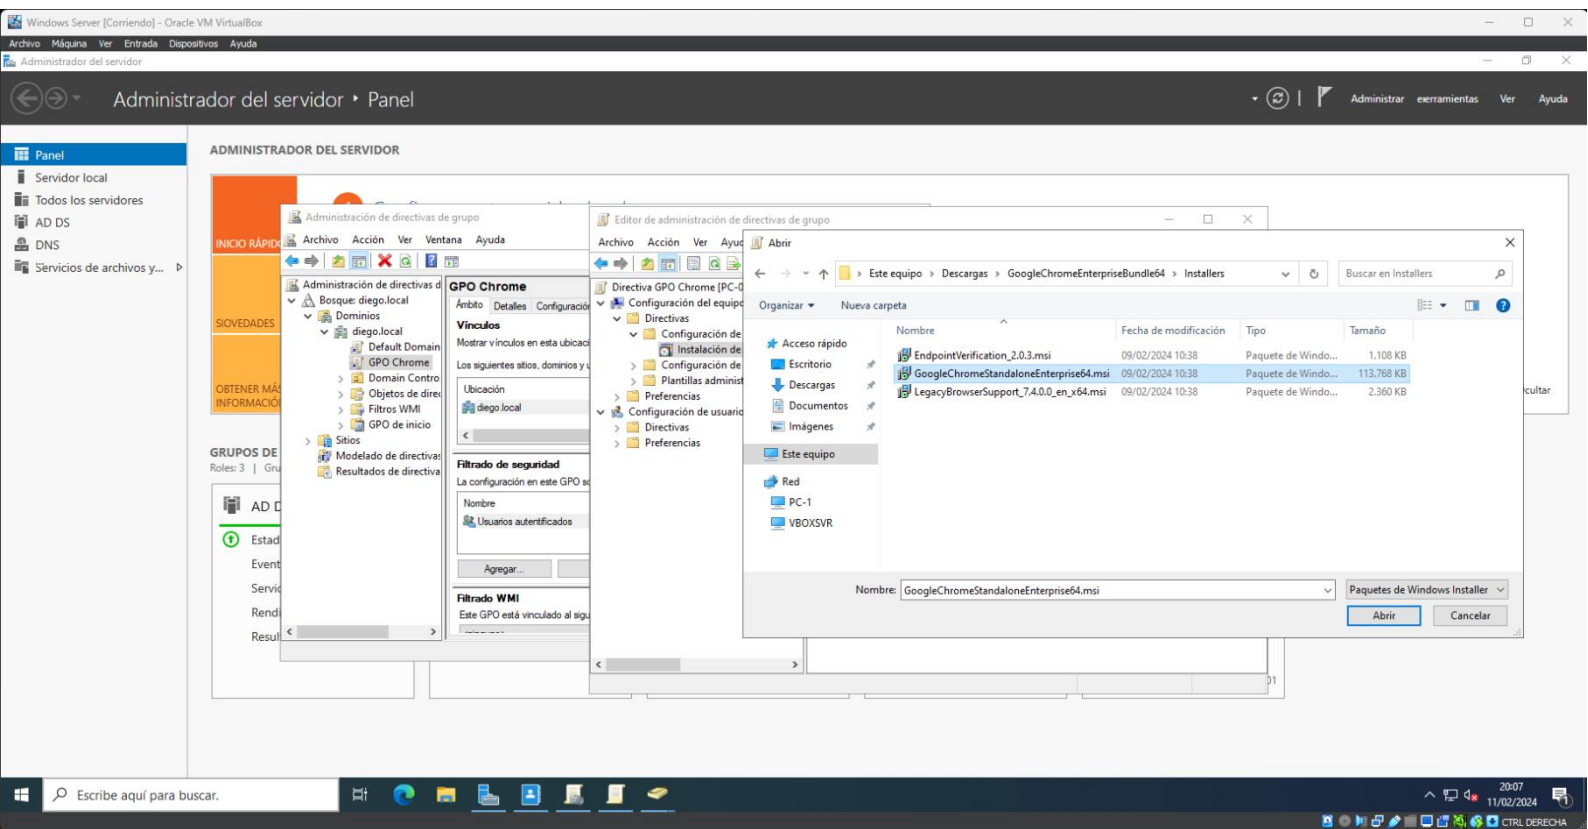 Windows Server [Corriendo] - Oracle VM VirtualBox
Archivo Máquina Ver Entrada Dispositivos Ayuda
Administrador del servidor
Administrador del servidor • Panel
Administrar
Ver
Ayuda
Panel
Servidor local
Todos los servidores
AD DS
DNS
Servicios de archivos y...
ADMINISTRADOR DEL SERVIDOR
INICIO RÁPID
OBTENER MÁS
INFORMACIÓ
GRUPOS DE
Roles: 3 | Gru
AD D
Estad
Event
Servic
Rendi
Resul
cultar
01
Administración de directivas de grupo
Archivo Acción Ver Ventana Ayuda
Administración de directivas d
Bosque: diego.local
Dominios
diego.local
Default Domain
GPO Chrome
Domain Contro
Objetos de direc
Filtros WMI
GPO de inicio
Sitios
Modelado de directivas
Resultados de directiva
GPO Chrome
Ámbito Detalles Configuración
Vínculos
Mostrar vínculos en esta ubicaci
Los siguientes sitios, dominios y u
Ubicación
diego.local
Filtrado de seguridad
La configuración en este GPO so
Nombre
Usuarios autentificados
Agregar...
Filtrado WMI
Este GPO está vinculado al sigu
Editor de administración de directivas de grupo
Archivo Acción Ver Ayuc
Directiva GPO Chrome [PC-0
Configuración del equipo
Directivas
Configuración de
Instalación de
Configuración de
Plantillas administ
Preferencias
Configuración de usuario
Directivas
Preferencias
Abrir
Este equipo > Descargas > GoogleChromeEnterpriseBundle64 > Installers
Buscar en Installers
Organizar
Nueva carpeta
Acceso rápido
Escritorio
Descargas
Documentos
Imágenes
Este equipo
Red
PC-1
VBOXSVR
Nombre Fecha de modificación Tipo Tamaño
EndpointVerification_2.0.3.msi 09/02/2024 10:38 Paquete de Windo... 1.108 KB
GoogleChromeStandaloneEnterprise64.msi 09/02/2024 10:38 Paquete de Windo... 113.768 KB
LegacyBrowserSupport_7.4.0.0_en_x64.msi 09/02/2024 10:38 Paquete de Windo... 2.360 KB
Nombre: GoogleChromeStandaloneEnterprise64.msi
Paquetes de Windows Installer
Abrir
Cancelar
Escribe aquí para buscar.
20:07
11/02/2024
CTRL DERECHA